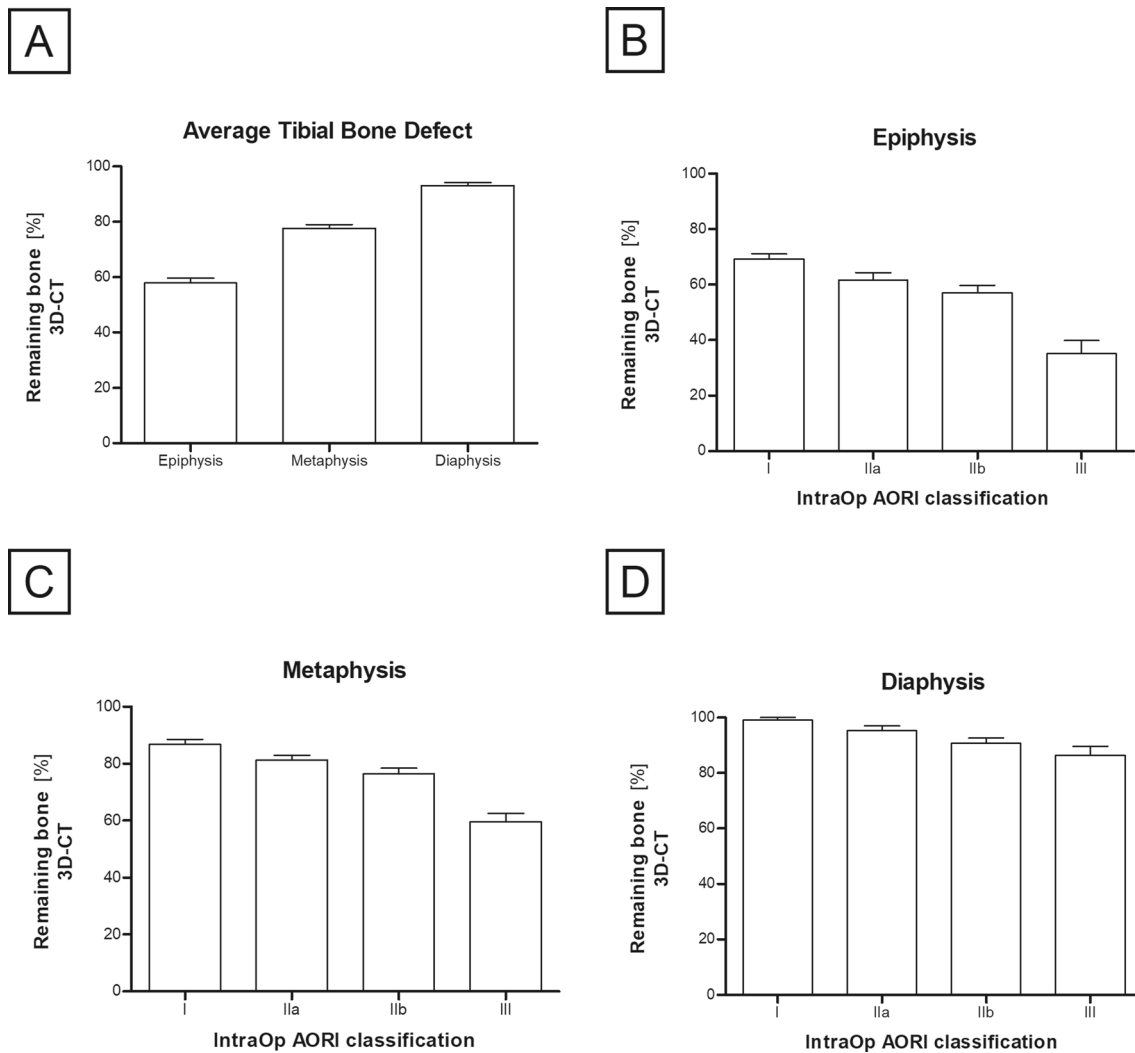 A
Average Tibial Bone Defect
Remaining bone [%]
3D-CT
100
80
60
40
20
0
Epiphysis Metaphysis Diaphysis
B
Epiphysis
Remaining bone [%]
3D-CT
100
80
60
40
20
0
I IIa IIb III
IntraOp AORI classification
C
Metaphysis
Remaining bone [%]
3D-CT
100
80
60
40
20
0
I IIa IIb III
IntraOp AORI classification
D
Diaphysis
Remaining bone [%]
3D-CT
100
80
60
40
20
0
I IIa IIb III
IntraOp AORI classification